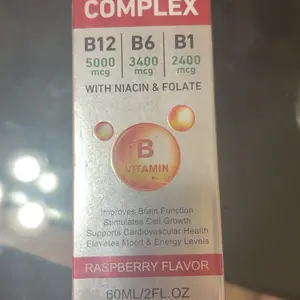 COMPLEX
B12 B6 B1
5000 3400 2400
mcg mcg mcg
WITH NIACIN & FOLATE
B
VITAMIN
Improves Brain Function
Stimulates Cell Growth
Supports Cardiovascular Health
Elevates Mood & Energy Levels
RASPBERRY FLAVOR
60ML/2FL.OZ